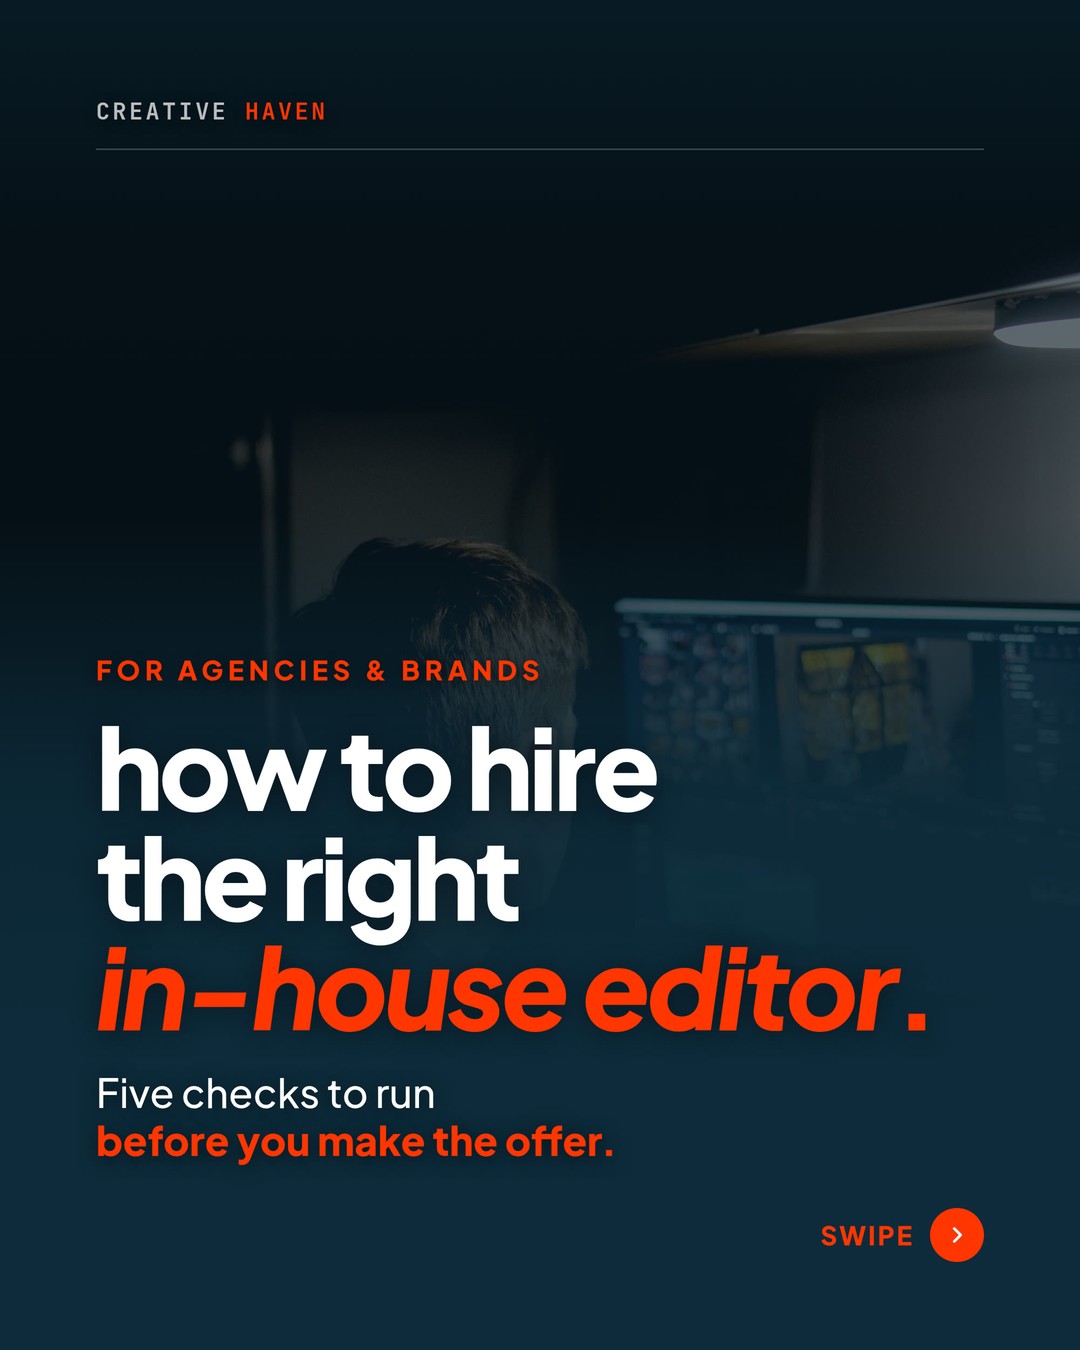 CREATIVE HAVEN
FOR AGENCIES & BRANDS
how to hire
the right
in-house editor.
Five checks to run
before you make the offer.
SWIPE